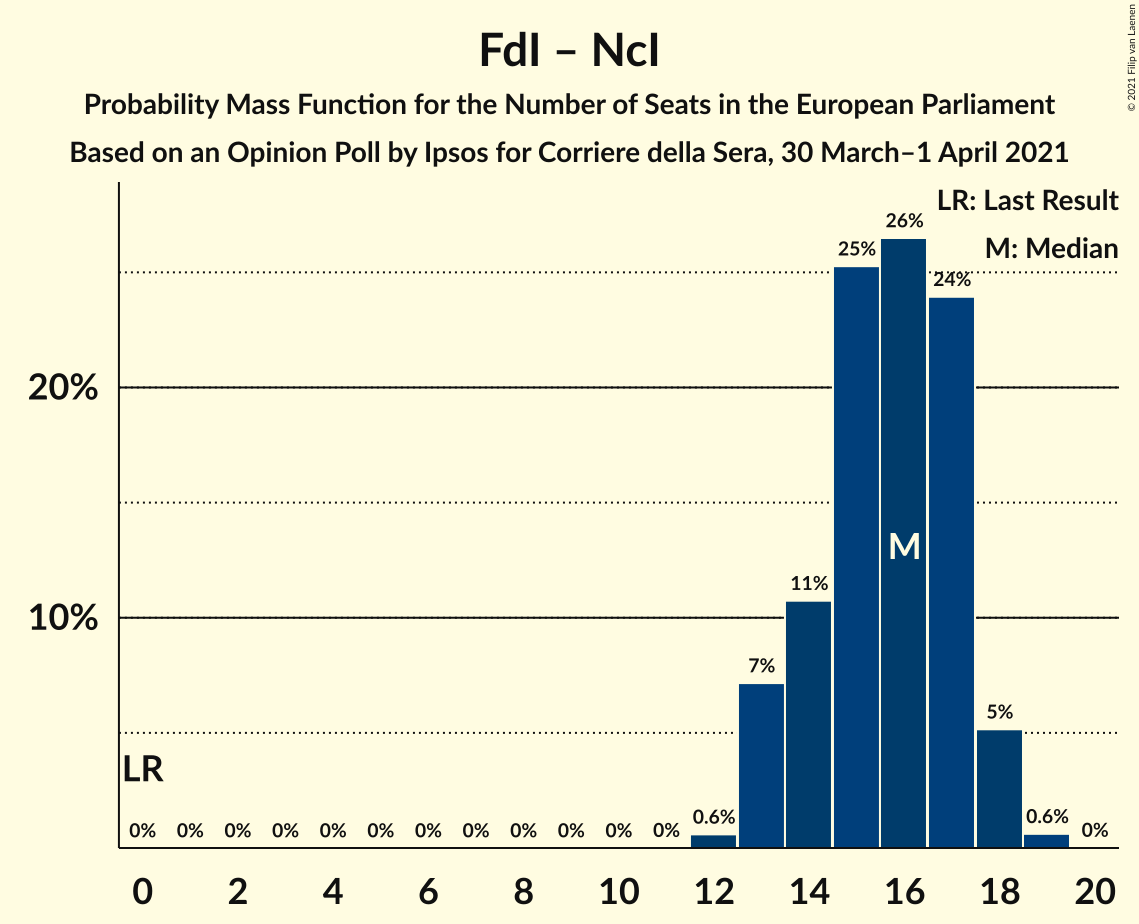 FdI – NcI
Probability Mass Function for the Number of Seats in the European Parliament
Based on an Opinion Poll by Ipsos for Corriere della Sera, 30 March–1 April 2021
© 2021 Filip van Laenen
LR: Last Result
M: Median
26%
25%
24%
20%
M
11%
10%
7%
5%
LR
0% 0% 0% 0% 0% 0% 0% 0% 0% 0% 0% 0% 0.6% 0.6% 0%
0 2 4 6 8 10 12 14 16 18 20